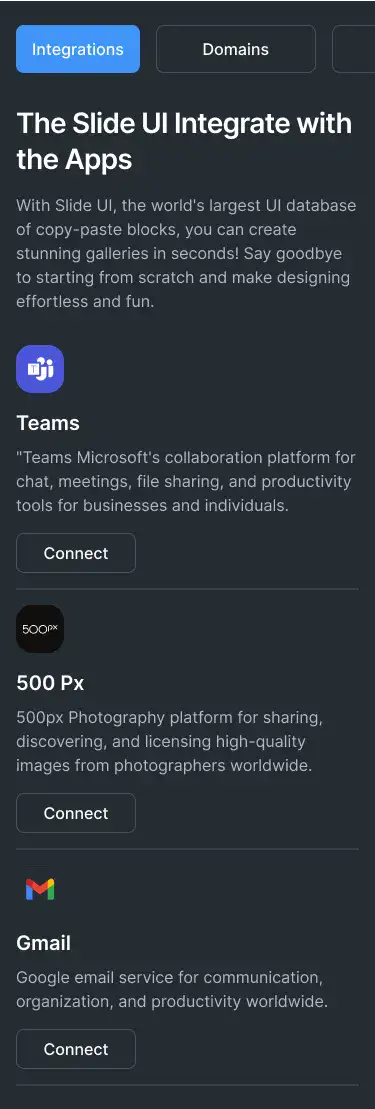 Integrations
Domains
The Slide UI Integrate with
the Apps
With Slide UI, the world's largest UI database
of copy-paste blocks, you can create
stunning galleries in seconds! Say goodbye
to starting from scratch and make designing
effortless and fun.
Teams
"Teams Microsoft's collaboration platform for
chat, meetings, file sharing, and productivity
tools for businesses and individuals.
Connect
500px
500 Px
500px Photography platform for sharing,
discovering, and licensing high-quality
images from photographers worldwide.
Connect
Gmail
Google email service for communication,
organization, and productivity worldwide.
Connect